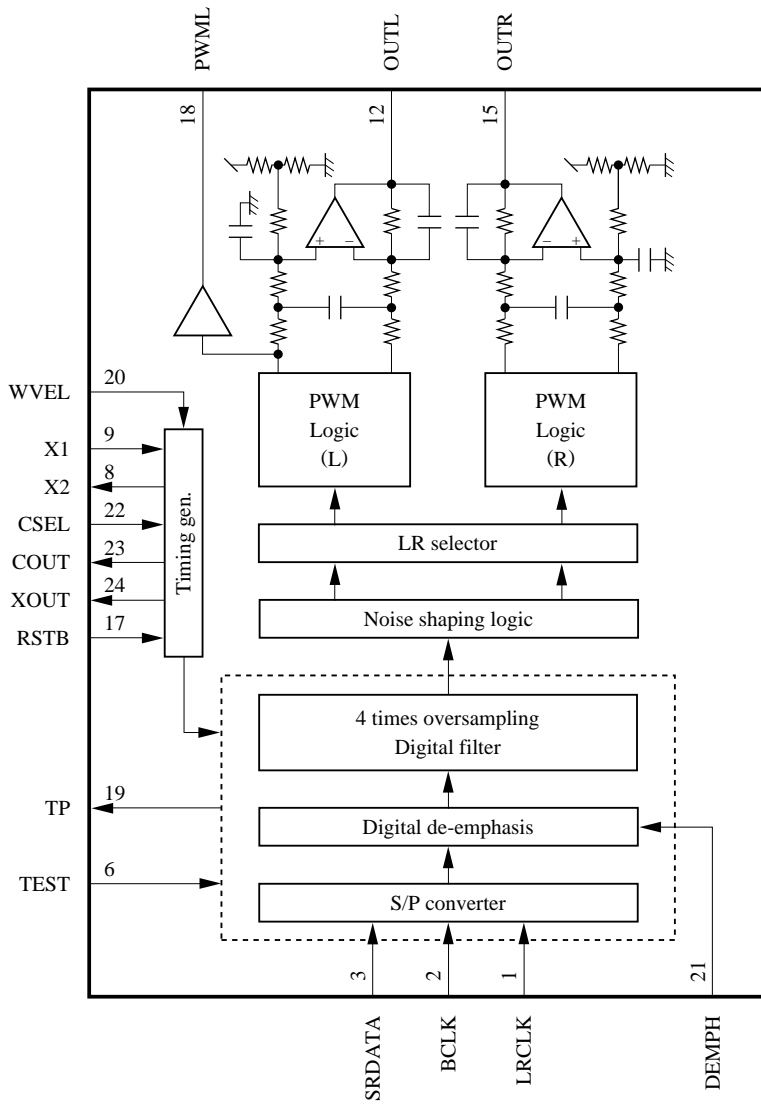 PWML
OUTL
OUTR
18
12
15
+ −
− +
WVEL
20
PWM
Logic
(L)
PWM
Logic
(R)
X1
9
X2
8
CSEL
22
COUT
23
XOUT
24
RSTB
17
Timing gen.
LR selector
Noise shaping logic
4 times oversampling
Digital filter
TP
19
Digital de-emphasis
TEST
6
S/P converter
3
2
1
21
SRDATA
BCLK
LRCLK
DEMPH